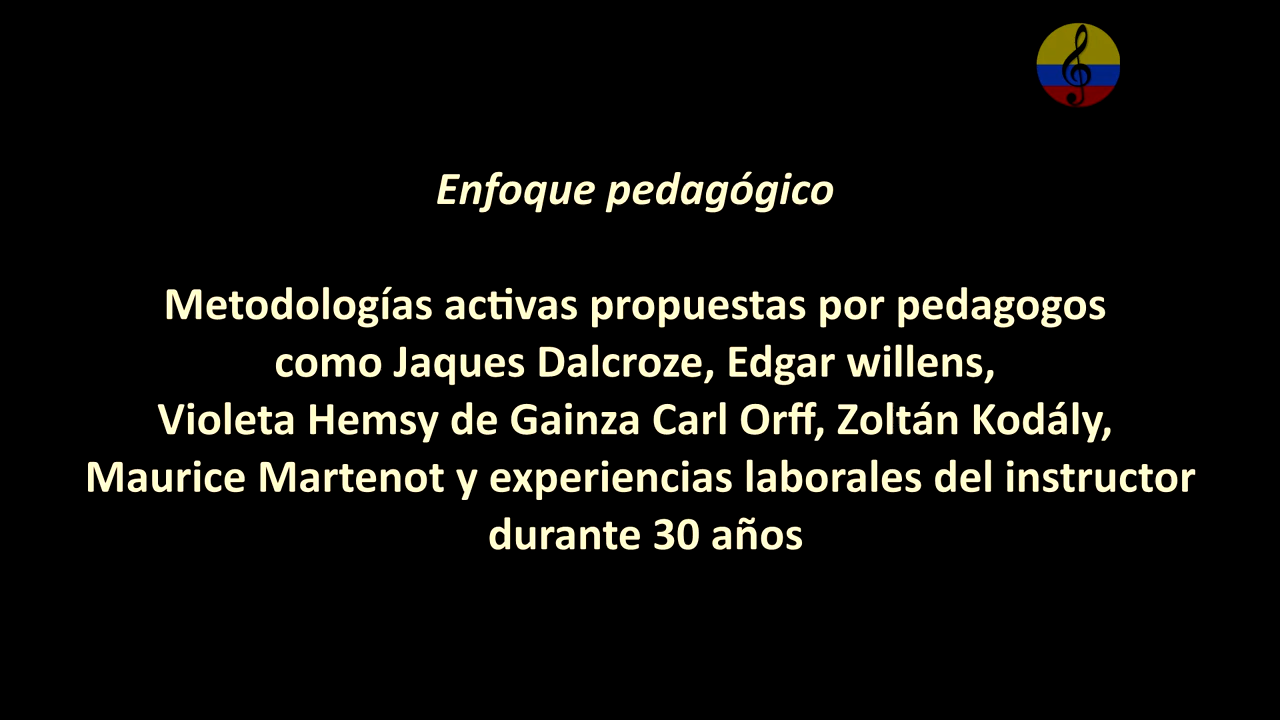 Enfoque pedagógico
Metodologías activas propuestas por pedagogos
como Jaques Dalcroze, Edgar willens,
Violeta Hemsy de Gainza Carl Orff, Zoltán Kodály,
Maurice Martenot y experiencias laborales del instructor
durante 30 años